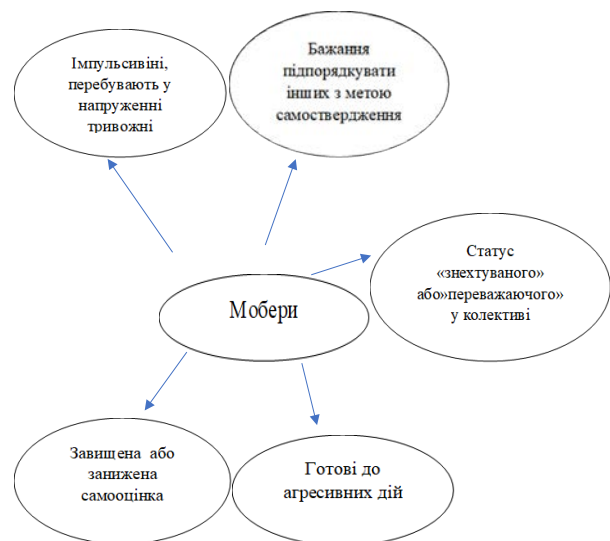 Імпульсивіні,
перебувають у
напруженні
тривожні
Бажання
підпорядкувати
інших з метою
самоствердження
Статус
«знехтуваного»
або»переважаючого»
у колективі
Мобери
Завищена або
занижена
самооцінка
Готові до
агресивних дій